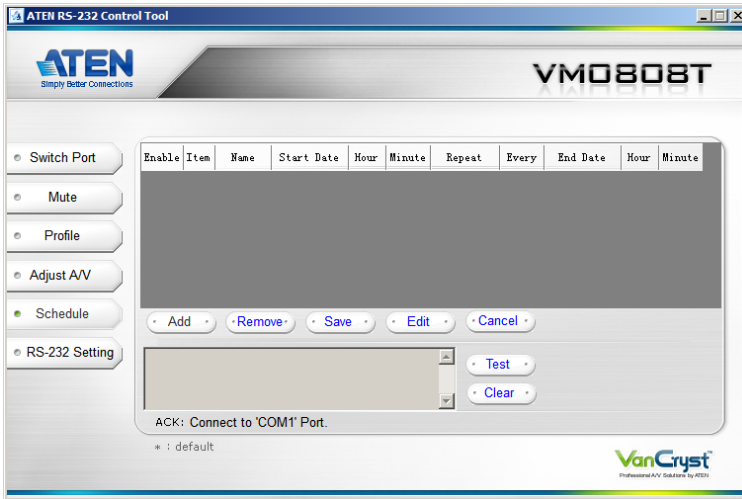 ATEN RS-232 Control Tool
ATEN
Simply Better Connections
VM0808T
Switch Port
Mute
Profile
Adjust A/V
Schedule
RS-232 Setting
Enable Item Name Start Date Hour Minute Repeat Every End Date Hour Minute
Add Remove Save Edit Cancel
Test
Clear
ACK: Connect to 'COM1' Port.
* : default
VanCryst™
Professional A/V Solutions by ATEN